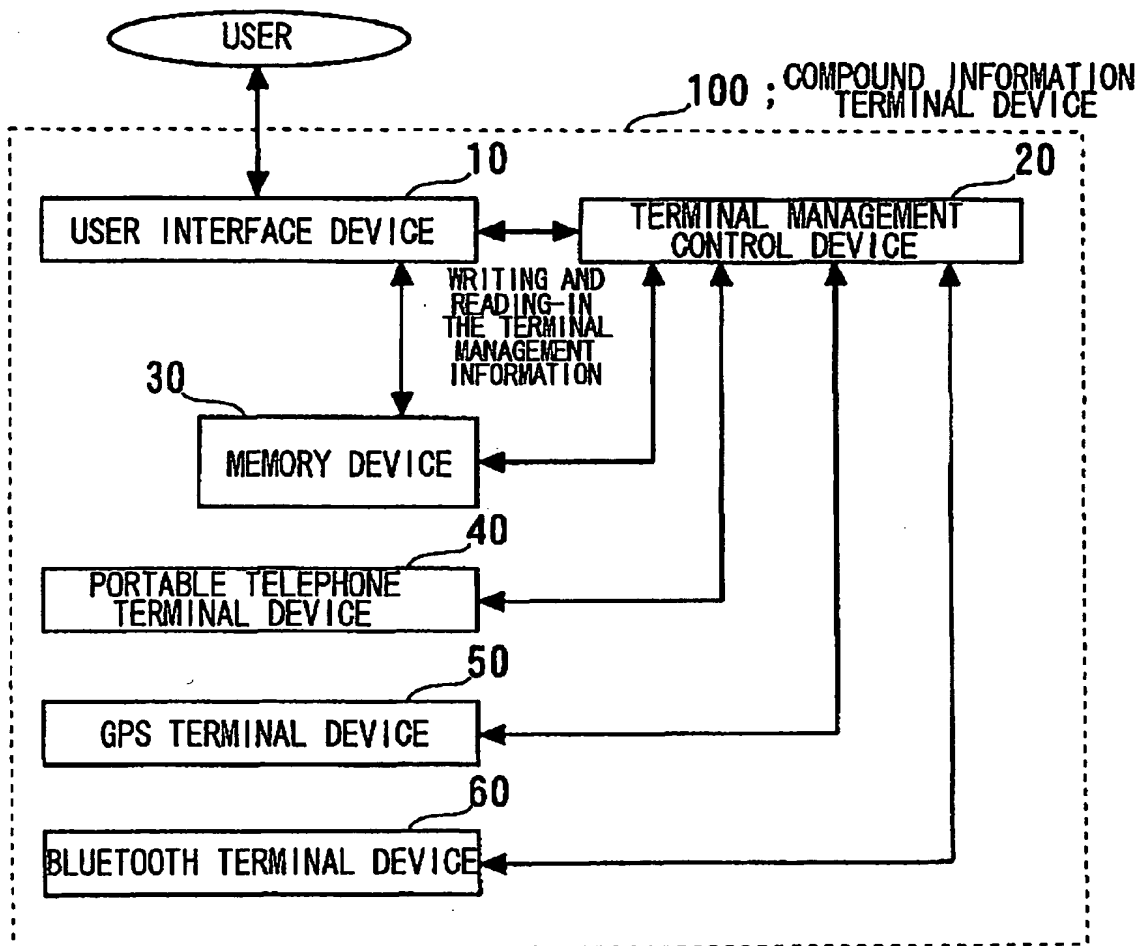 USER
100 ; COMPOUND INFORMATION
TERMINAL DEVICE
10
20
USER INTERFACE DEVICE
TERMINAL MANAGEMENT
CONTROL DEVICE
WRITING AND
READING-IN
THE TERMINAL
MANAGEMENT
INFORMATION
30
MEMORY DEVICE
40
PORTABLE TELEPHONE
TERMINAL DEVICE
50
GPS TERMINAL DEVICE
60
BLUETOOTH TERMINAL DEVICE